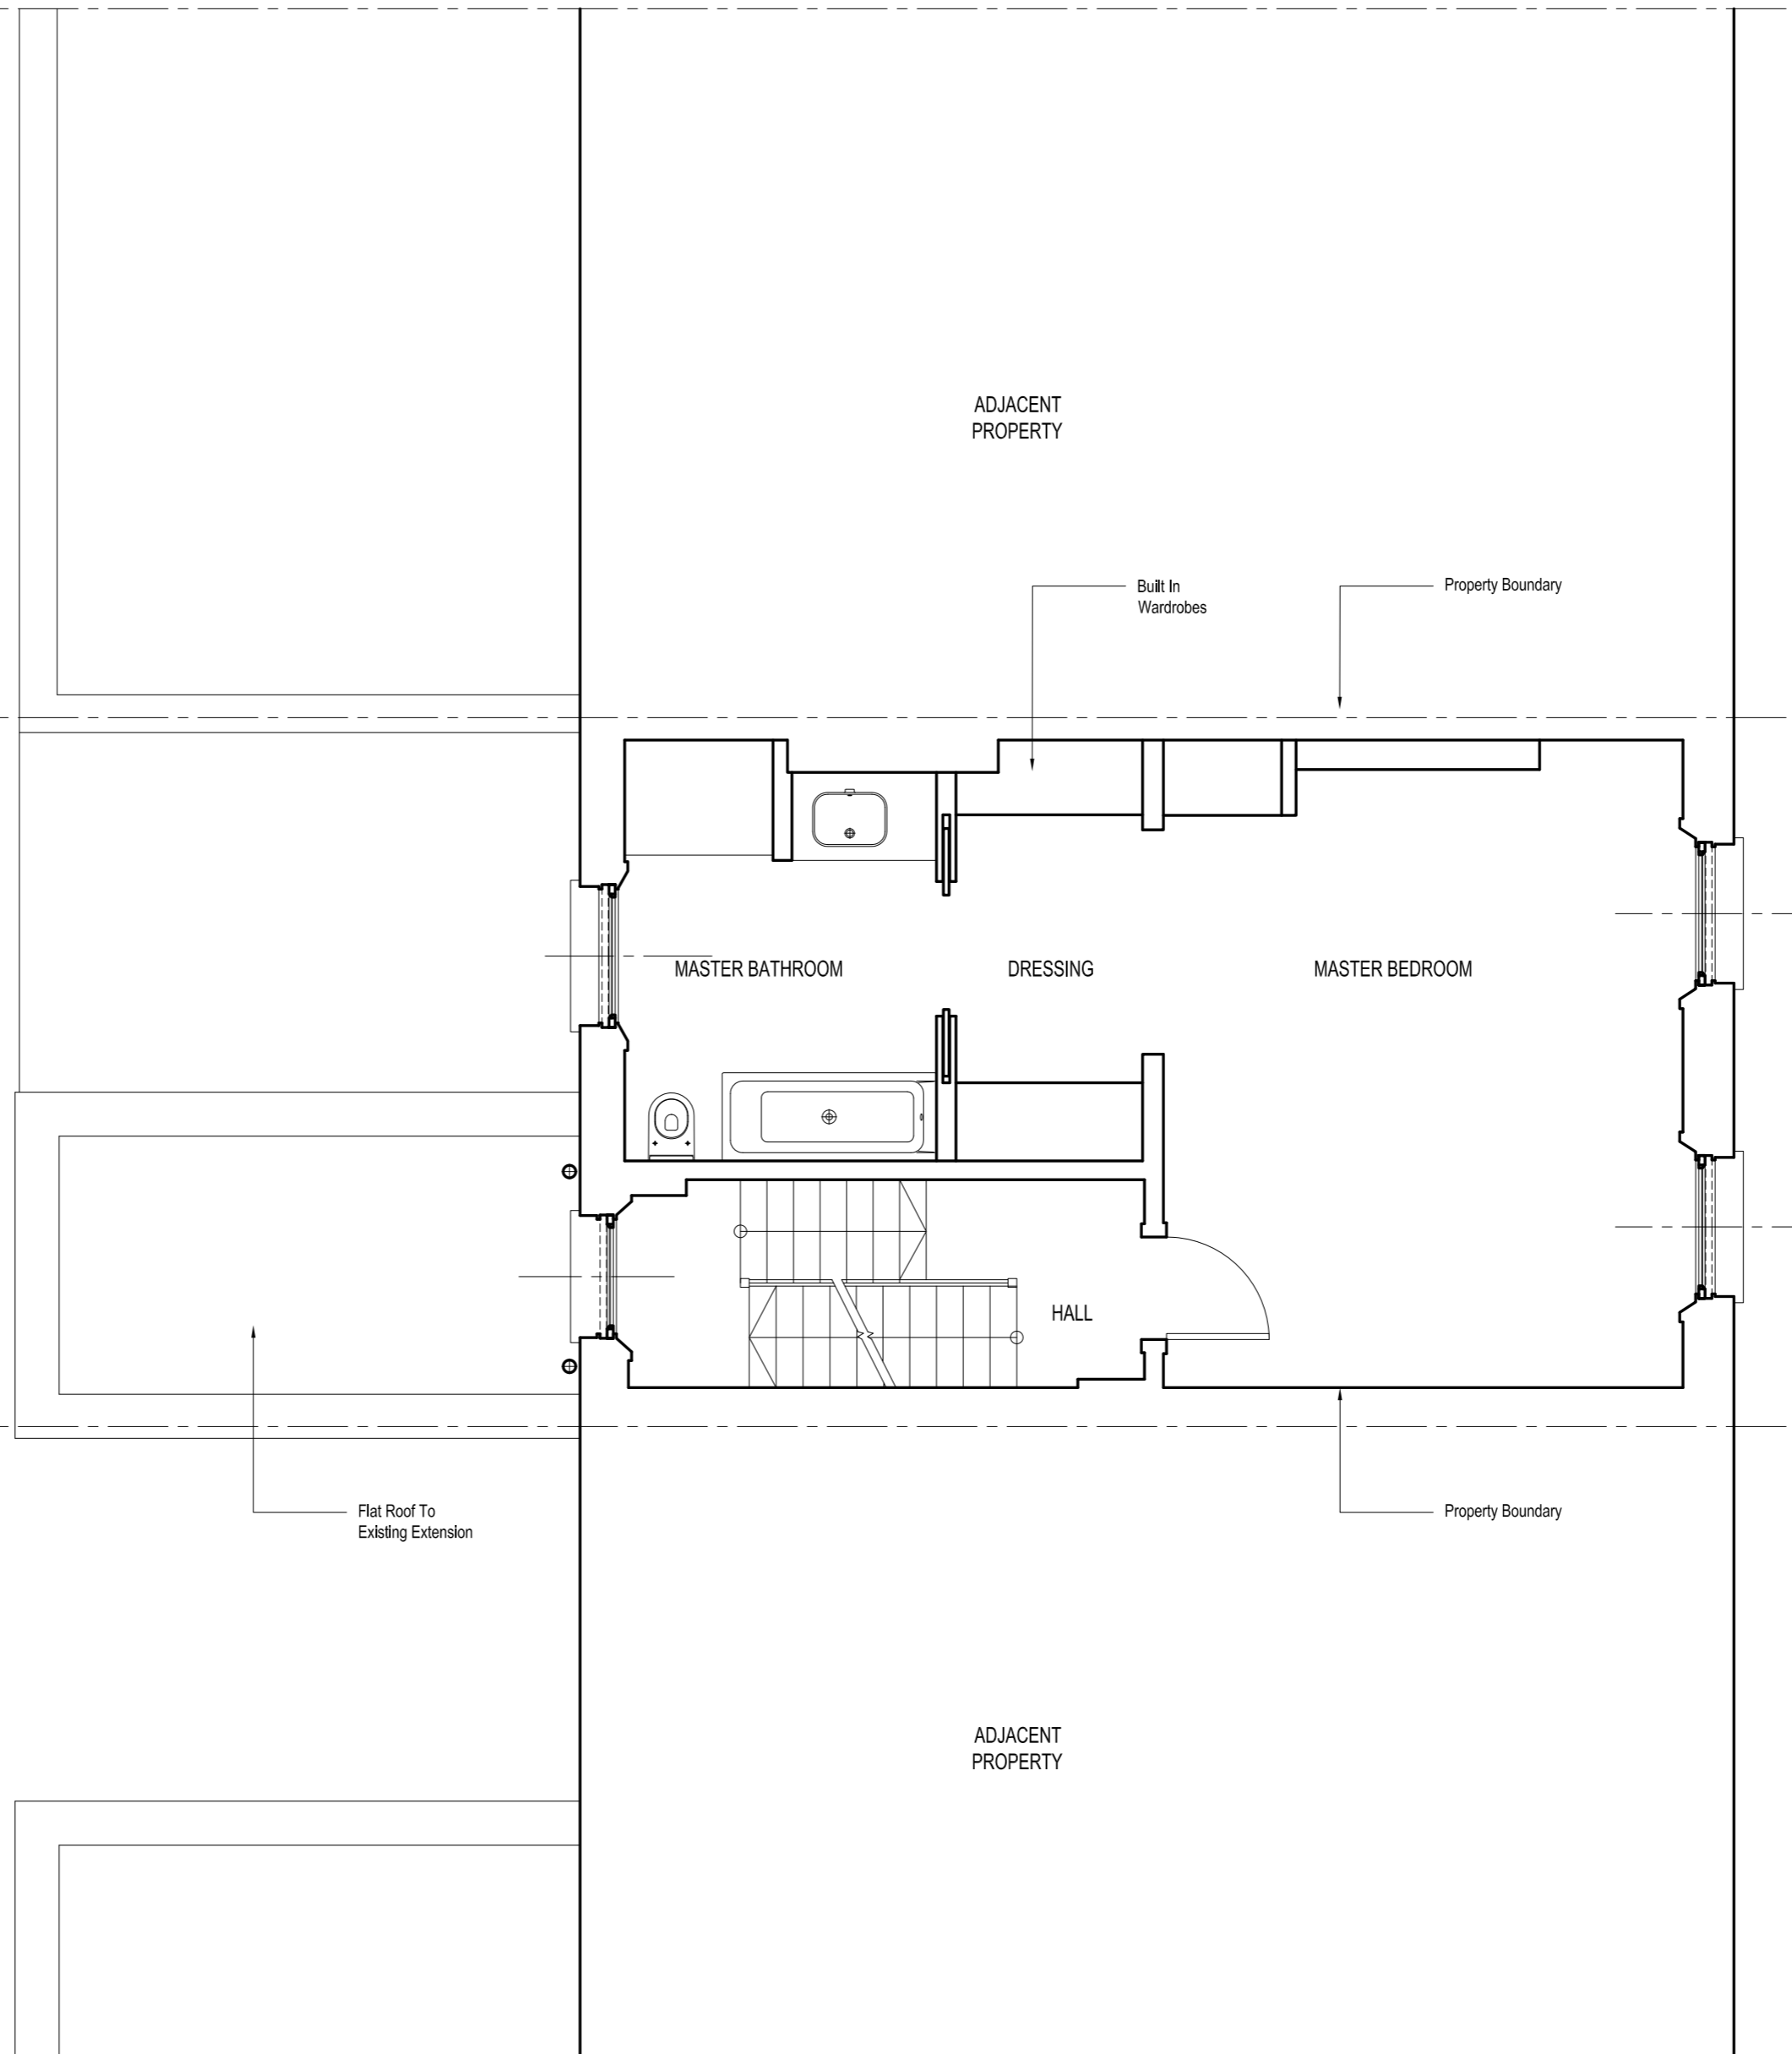 ADJACENT
PROPERTY
Built In
Wardrobes
Property Boundary
MASTER BATHROOM
DRESSING
MASTER BEDROOM
HALL
Flat Roof To
Existing Extension
Property Boundary
ADJACENT
PROPERTY